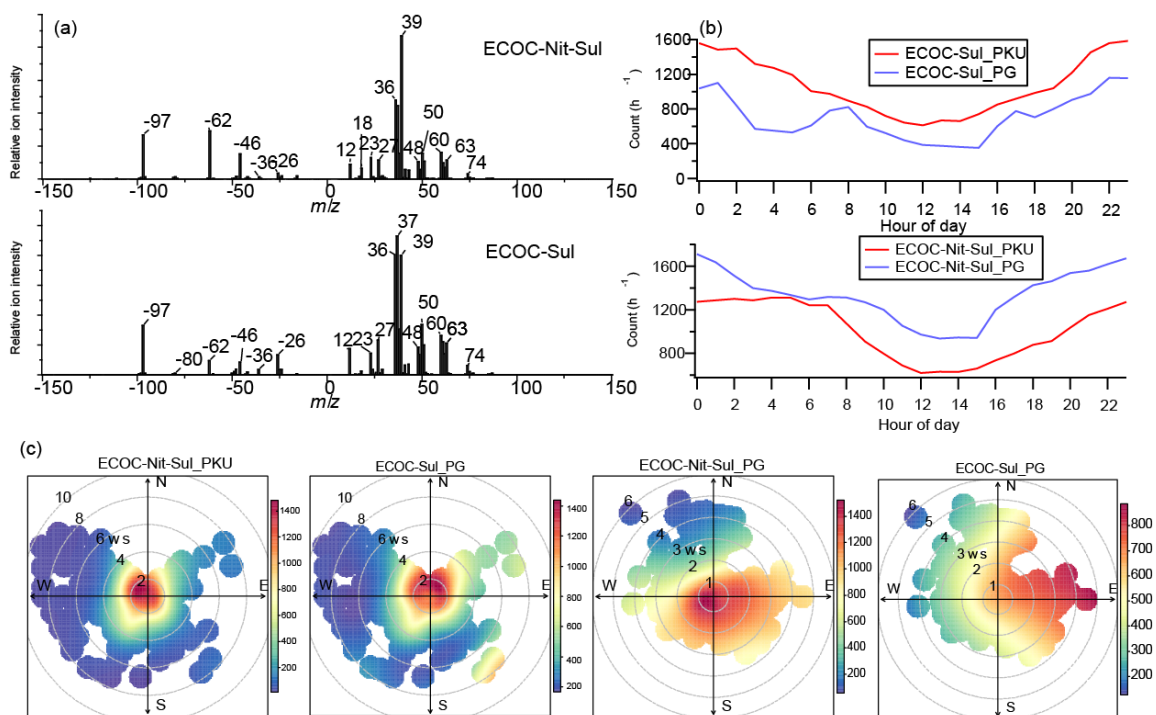 (a)
ECOC-Nit-Sul
Relative ion intensity
-97
-62
-46
-36
-26
12
18
23
27
36
39
48
50
60
63
74
-150 -100 -50 0 50 100 150
m/z
ECOC-Sul
Relative ion intensity
-97
-80
-62
-46
-36
-26
12
23
27
36
37
39
48
50
60
63
74
-150 -100 -50 0 50 100 150
m/z
(b)
ECOC-Sul_PKU
ECOC-Sul_PG
Count (h -1)
1600
1200
800
400
0
0 2 4 6 8 10 12 14 16 18 20 22
Hour of day
ECOC-Nit-Sul_PKU
ECOC-Nit-Sul_PG
Count (h -1)
1600
1200
800
0 2 4 6 8 10 12 14 16 18 20 22
Hour of day
(c)
ECOC-Nit-Sul_PKU
N
10
8
6 ws
4
2
W
E
S
1400
1200
1000
800
600
400
200
ECOC-Sul_PG
N
10
8
6 ws
4
2
W
E
S
1400
1200
1000
800
600
400
200
ECOC-Nit-Sul_PG
N
6
5
4
3 ws
2
1
W
E
S
1400
1200
1000
800
600
400
200
ECOC-Sul_PG
N
6
5
4
3 ws
2
1
W
E
S
800
700
600
500
400
300
200